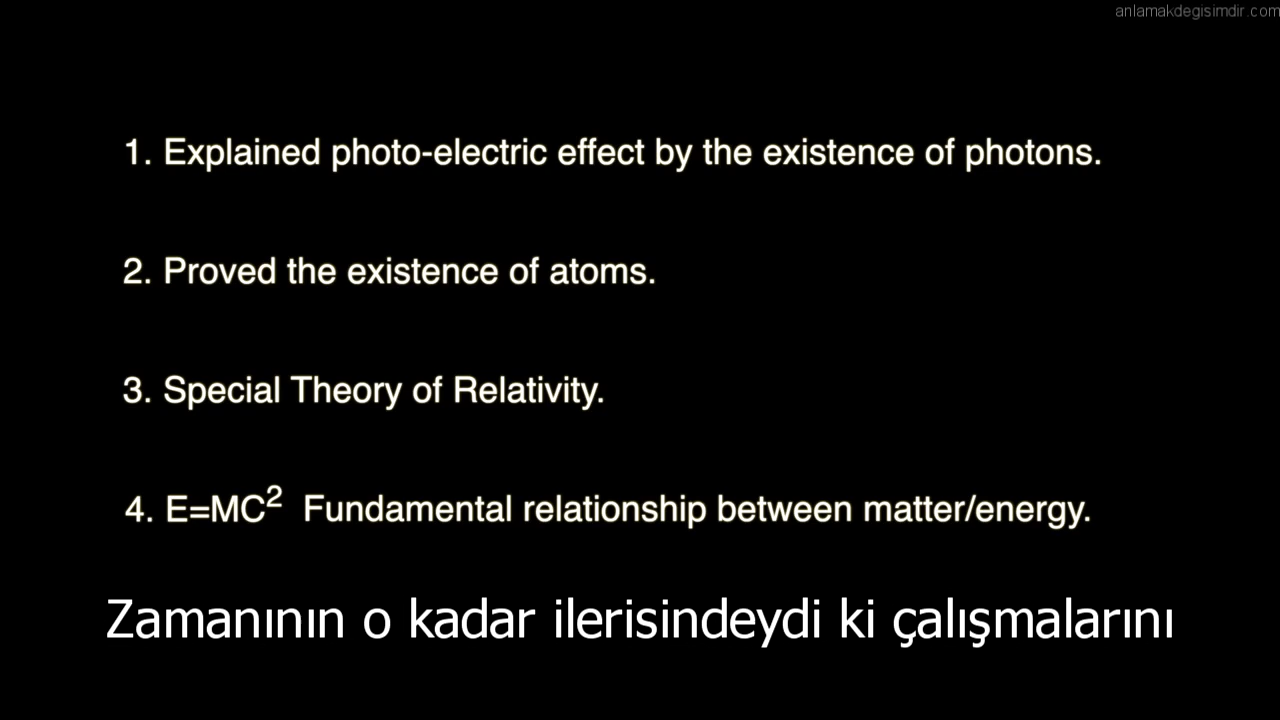 anlamakdegisimdir.com
1. Explained photo-electric effect by the existence of photons.
2. Proved the existence of atoms.
3. Special Theory of Relativity.
4. E=MC² Fundamental relationship between matter/energy.
Zamanının o kadar ilerisindeydi ki çalışmalarını